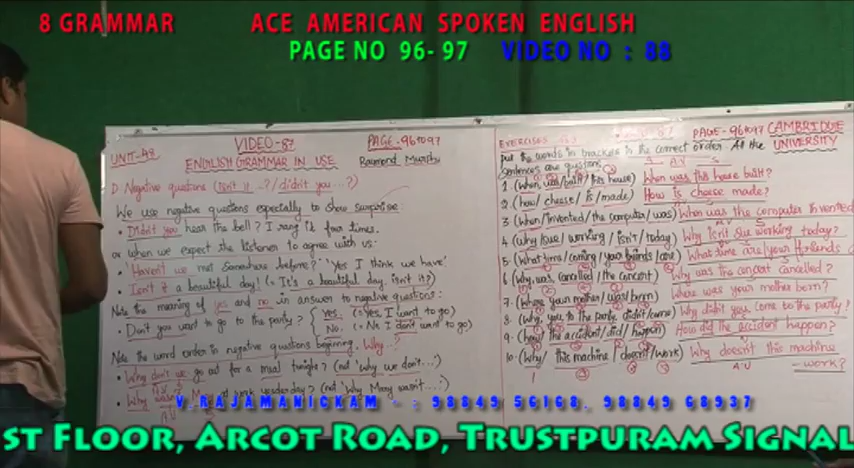 8 GRAMMAR ACE AMERICAN SPOKEN ENGLISH
PAGE NO 96-97 VIDEO NO : 88
UNIT-48 VIDEO-87 PAGE-96to97
ENGLISH GRAMMAR IN USE Raymond Murphy
D. Negative questions (isn't it ..?/didn't you...?)
We use negative questions especially to show surprise
• Didn't you hear the bell? I rang it four times.
or when we expect the listener to agree with us:
• 'Haven't we met somewhere before?' 'Yes I think we have'
• Isn't it a beautiful day! (= It's a beautiful day, isn't it?)
Note the meaning of yes and no in answer to negative questions:
• Don't you want to go to the party?
Yes. (= Yes I want to go)
No. (= No I don't want to go)
Note the word order in negative questions beginning Why...?
• Why don't we go out for a meal tonight? (not 'Why we don't...')
• Why wasn't at work yesterday? (not 'Why Mary wasn't...')
EXERCISES PAGE-96to97 CAMBRIDGE
UNIVERSITY
put the words in brackets in the correct order. All the
sentences are questions
1. (when/was/built/this house) When was this house built?
2. (how/cheese/is/made) How is cheese made?
3. (when/invented/the computer/was) When was the computer invented
4. (why/sue/working/isn't/today) Why isn't Sue working today?
5. (what time/coming/your friends/are) What time are your friends
6. (why was, cancelled/the concert) Why was the concert cancelled?
7. (where your mother/was/born) Where was your mother born?
8. (why, you to the party, didn't/come) Why didn't you come to the party?
9. (how/the accident/did/happen) How did the accident happen?
10. (why/this machine/doesn't/work) Why doesn't this machine
- work?
V.RAJAMANICKAM - : 98849 56168, 98849 68937
ST FLOOR, ARCOT ROAD, TRUSTPURAM SIGNAL